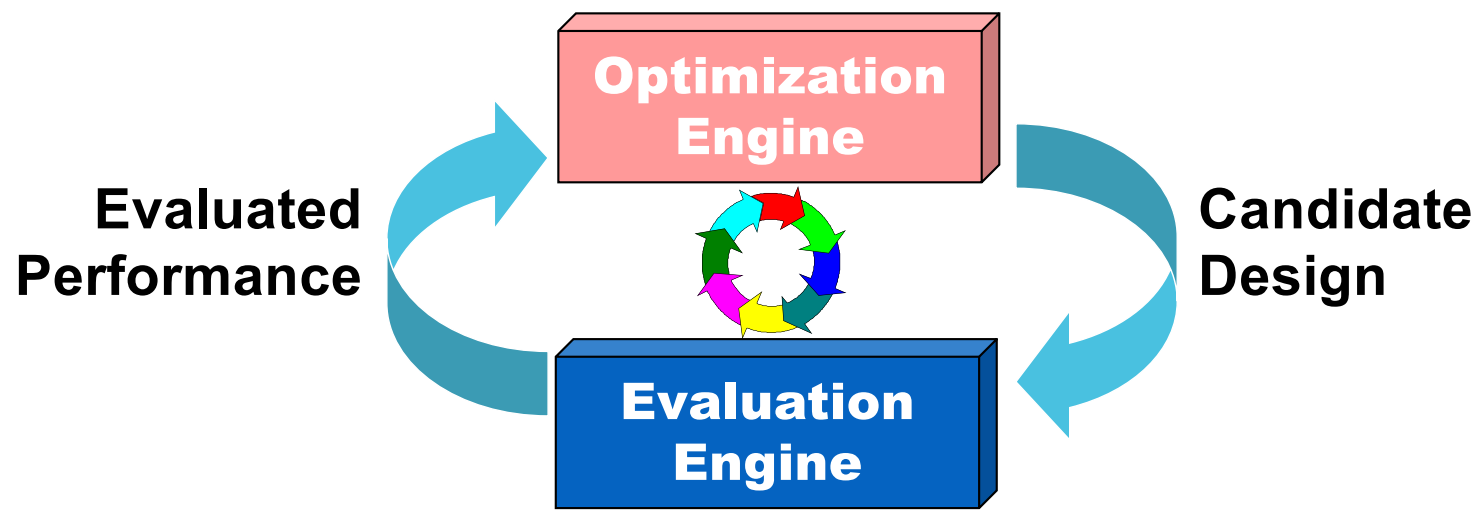 Optimization
Engine
Evaluated
Performance
Candidate
Design
Evaluation
Engine